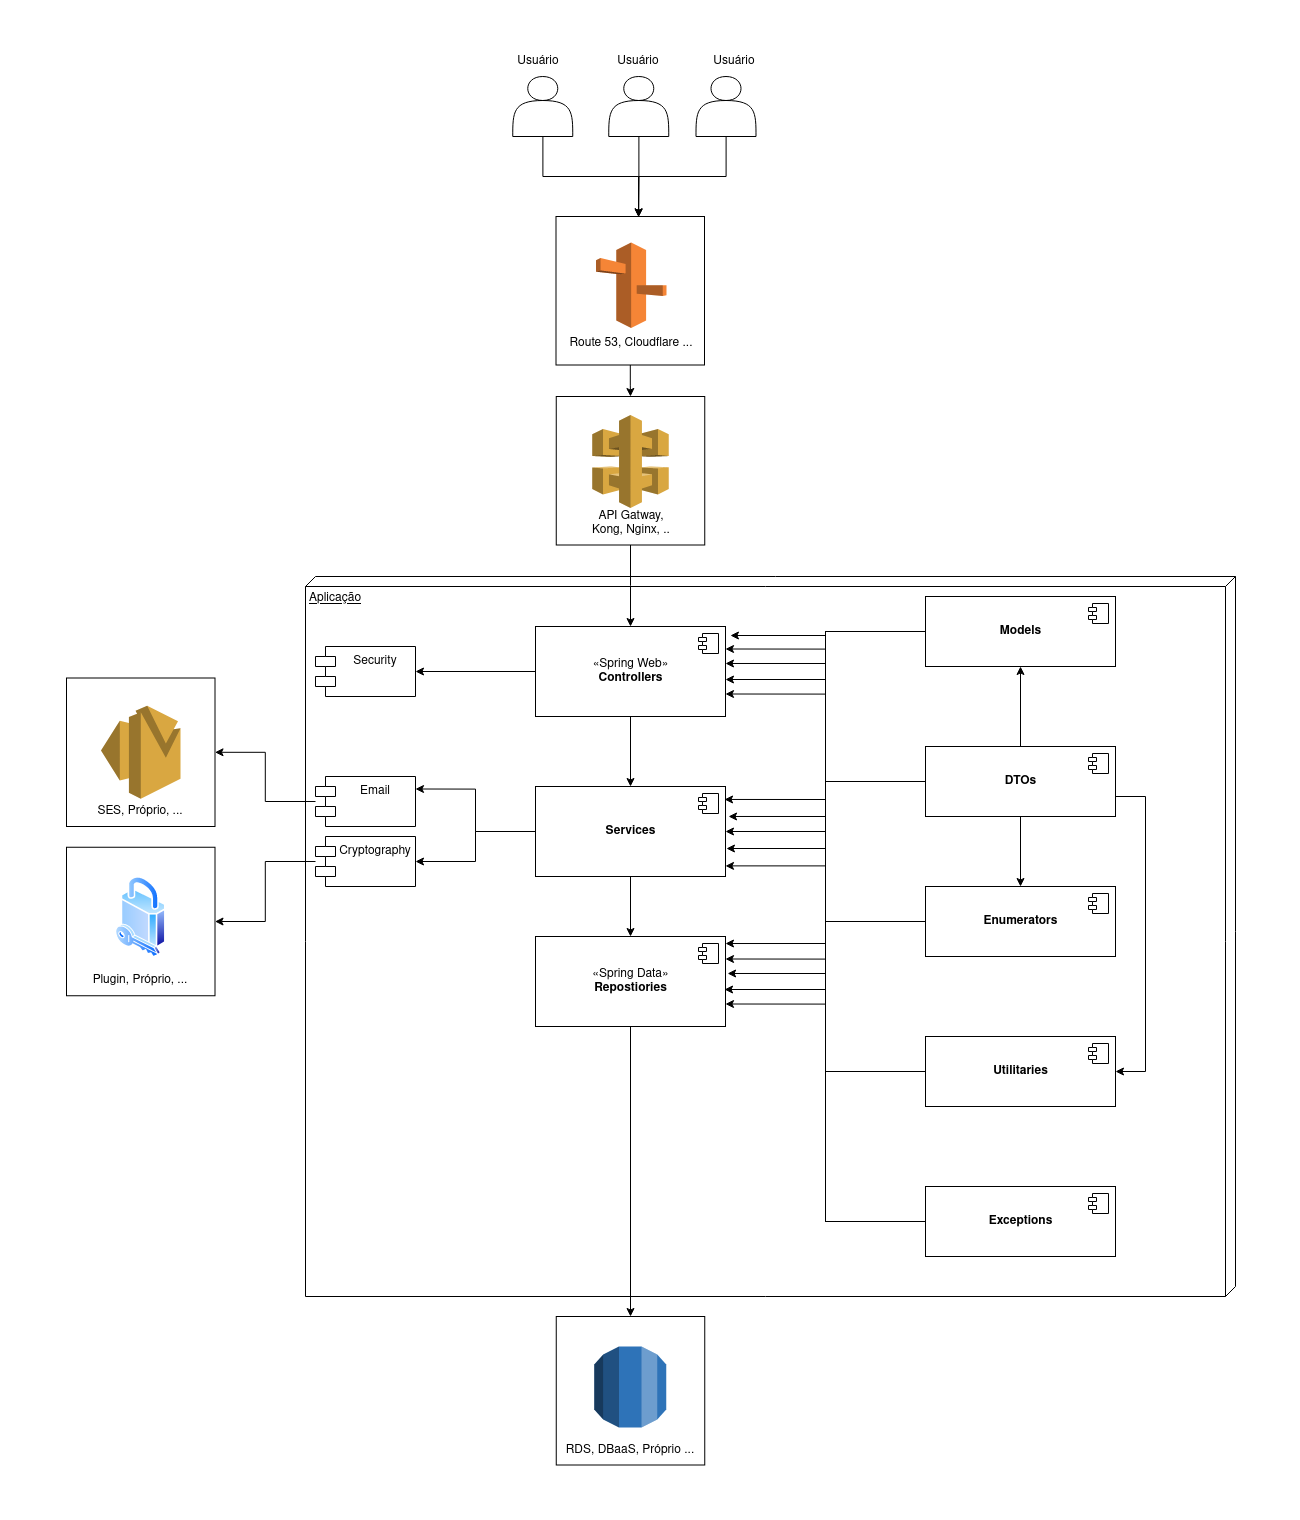 Usuário
Usuário
Usuário
Route 53, Cloudflare ...
API Gatway,
Kong, Nginx, ..
Aplicação
Models
Security
«Spring Web»
Controllers
DTOs
SES, Próprio, ...
Email
Services
Cryptography
Enumerators
Plugin, Próprio, ...
«Spring Data»
Repostiories
Utilitaries
Exceptions
RDS, DBaaS, Próprio ...